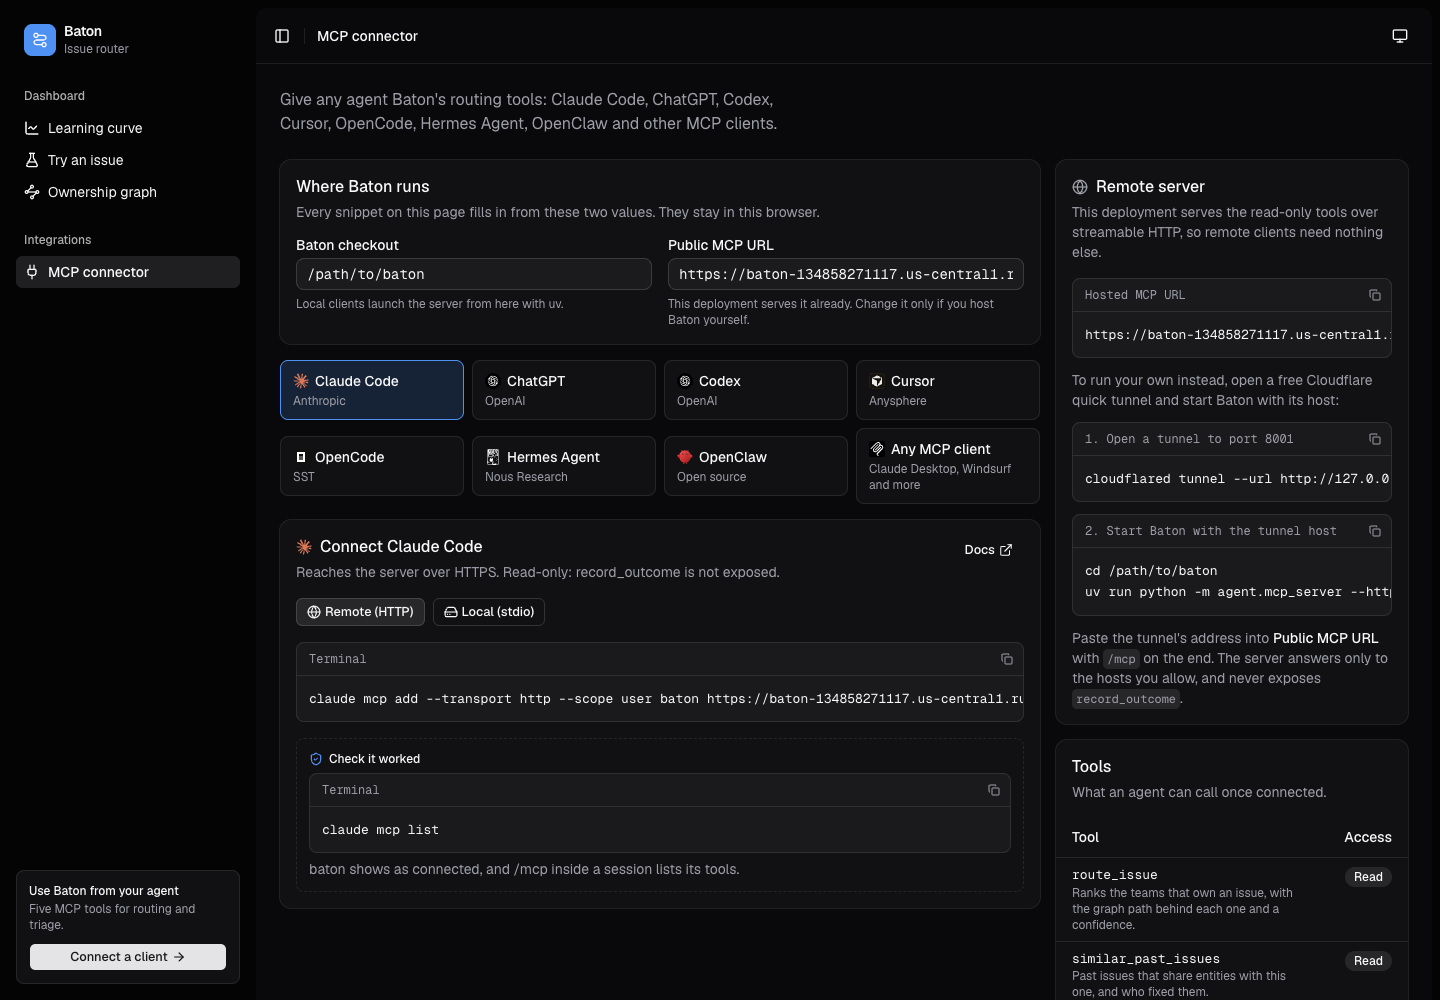 Baton
Issue router
Dashboard
Learning curve
Try an issue
Ownership graph
Integrations
MCP connector
Use Baton from your agent
Five MCP tools for routing and
triage.
Connect a client →
MCP connector
Give any agent Baton's routing tools: Claude Code, ChatGPT, Codex,
Cursor, OpenCode, Hermes Agent, OpenClaw and other MCP clients.
Where Baton runs
Every snippet on this page fills in from these two values. They stay in this browser.
Baton checkout
/path/to/baton
Local clients launch the server from here with uv.
Public MCP URL
https://baton-134858271117.us-central1.r
This deployment serves it already. Change it only if you host
Baton yourself.
Claude Code
Anthropic
ChatGPT
OpenAI
Codex
OpenAI
Cursor
Anysphere
OpenCode
SST
Hermes Agent
Nous Research
OpenClaw
Open source
Any MCP client
Claude Desktop, Windsurf
and more
Connect Claude Code
Docs
Reaches the server over HTTPS. Read-only: record_outcome is not exposed.
Remote (HTTP)
Local (stdio)
Terminal
claude mcp add --transport http --scope user baton https://baton-134858271117.us-central1.ru
Check it worked
Terminal
claude mcp list
baton shows as connected, and /mcp inside a session lists its tools.
Remote server
This deployment serves the read-only tools over
streamable HTTP, so remote clients need nothing
else.
Hosted MCP URL
https://baton-134858271117.us-central1.
To run your own instead, open a free Cloudflare
quick tunnel and start Baton with its host:
1. Open a tunnel to port 8001
cloudflared tunnel --url http://127.0.0
2. Start Baton with the tunnel host
cd /path/to/baton
uv run python -m agent.mcp_server --http
Paste the tunnel's address into Public MCP URL
with /mcp on the end. The server answers only to
the hosts you allow, and never exposes
record_outcome.
Tools
What an agent can call once connected.
Tool
Access
route_issue
Read
Ranks the teams that own an issue, with
the graph path behind each one and a
confidence.
similar_past_issues
Read
Past issues that share entities with this
one, and who fixed them.